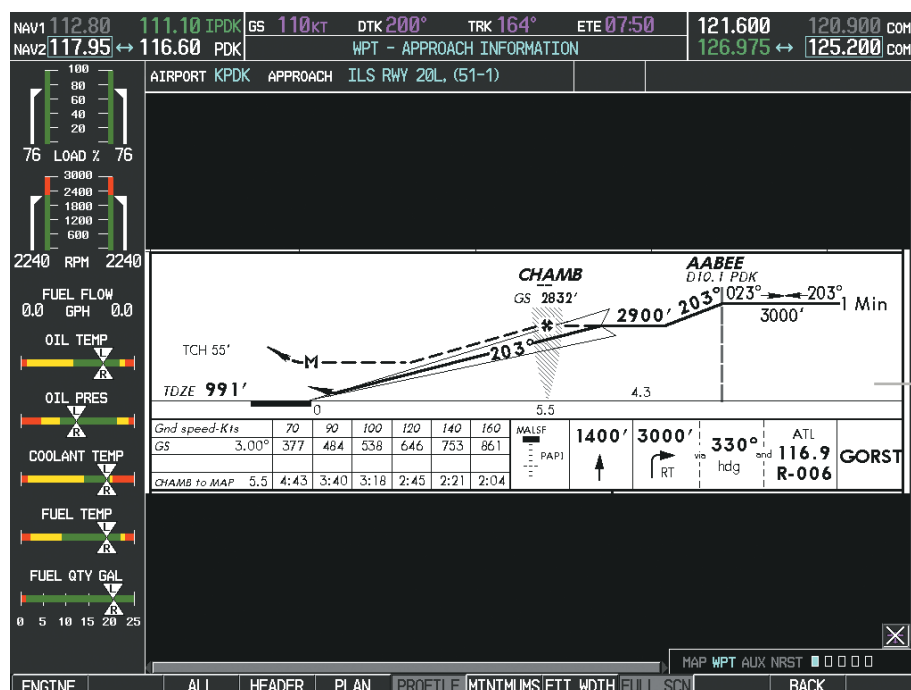 NAV1 112.80 111.10 IPDK GS 110KT DTK 200° TRK 164° ETE 07:50 121.600 120.900 COM
NAV2 117.95 ↔ 116.60 PDK WPT - APPROACH INFORMATION 126.975 ↔ 125.200 COM
AIRPORT KPDK APPROACH ILS RWY 20L, (51-1)
100
80
60
40
20
76 LOAD % 76
3000
2400
1800
1200
600
2240 RPM 2240
FUEL FLOW
0.0 GPH 0.0
OIL TEMP
L
R
OIL PRES
L
R
COOLANT TEMP
L
R
FUEL TEMP
L
R
FUEL QTY GAL
L
R
0 5 10 15 20 25
CHAMB
GS 2832'
AABEE
D10.1 PDK
2900' 203° 023° 203°
3000'
1 Min
TCH 55'
M
203°
TDZE 991'
0 5.5 4.3
Gnd speed-Kts 70 90 100 120 140 160
GS 3.00° 377 484 538 646 753 861
CHAMB to MAP 5.5 4:43 3:40 3:18 2:45 2:21 2:04
MALSF
PAPI
1400'
3000'
RT
via 330° hdg
and ATL 116.9 R-006
GORST
MAP WPT AUX NRST
ENGINE ALL HEADER PLAN PROFILE MINIMUMS FIT WDTH FULL SCN BACK